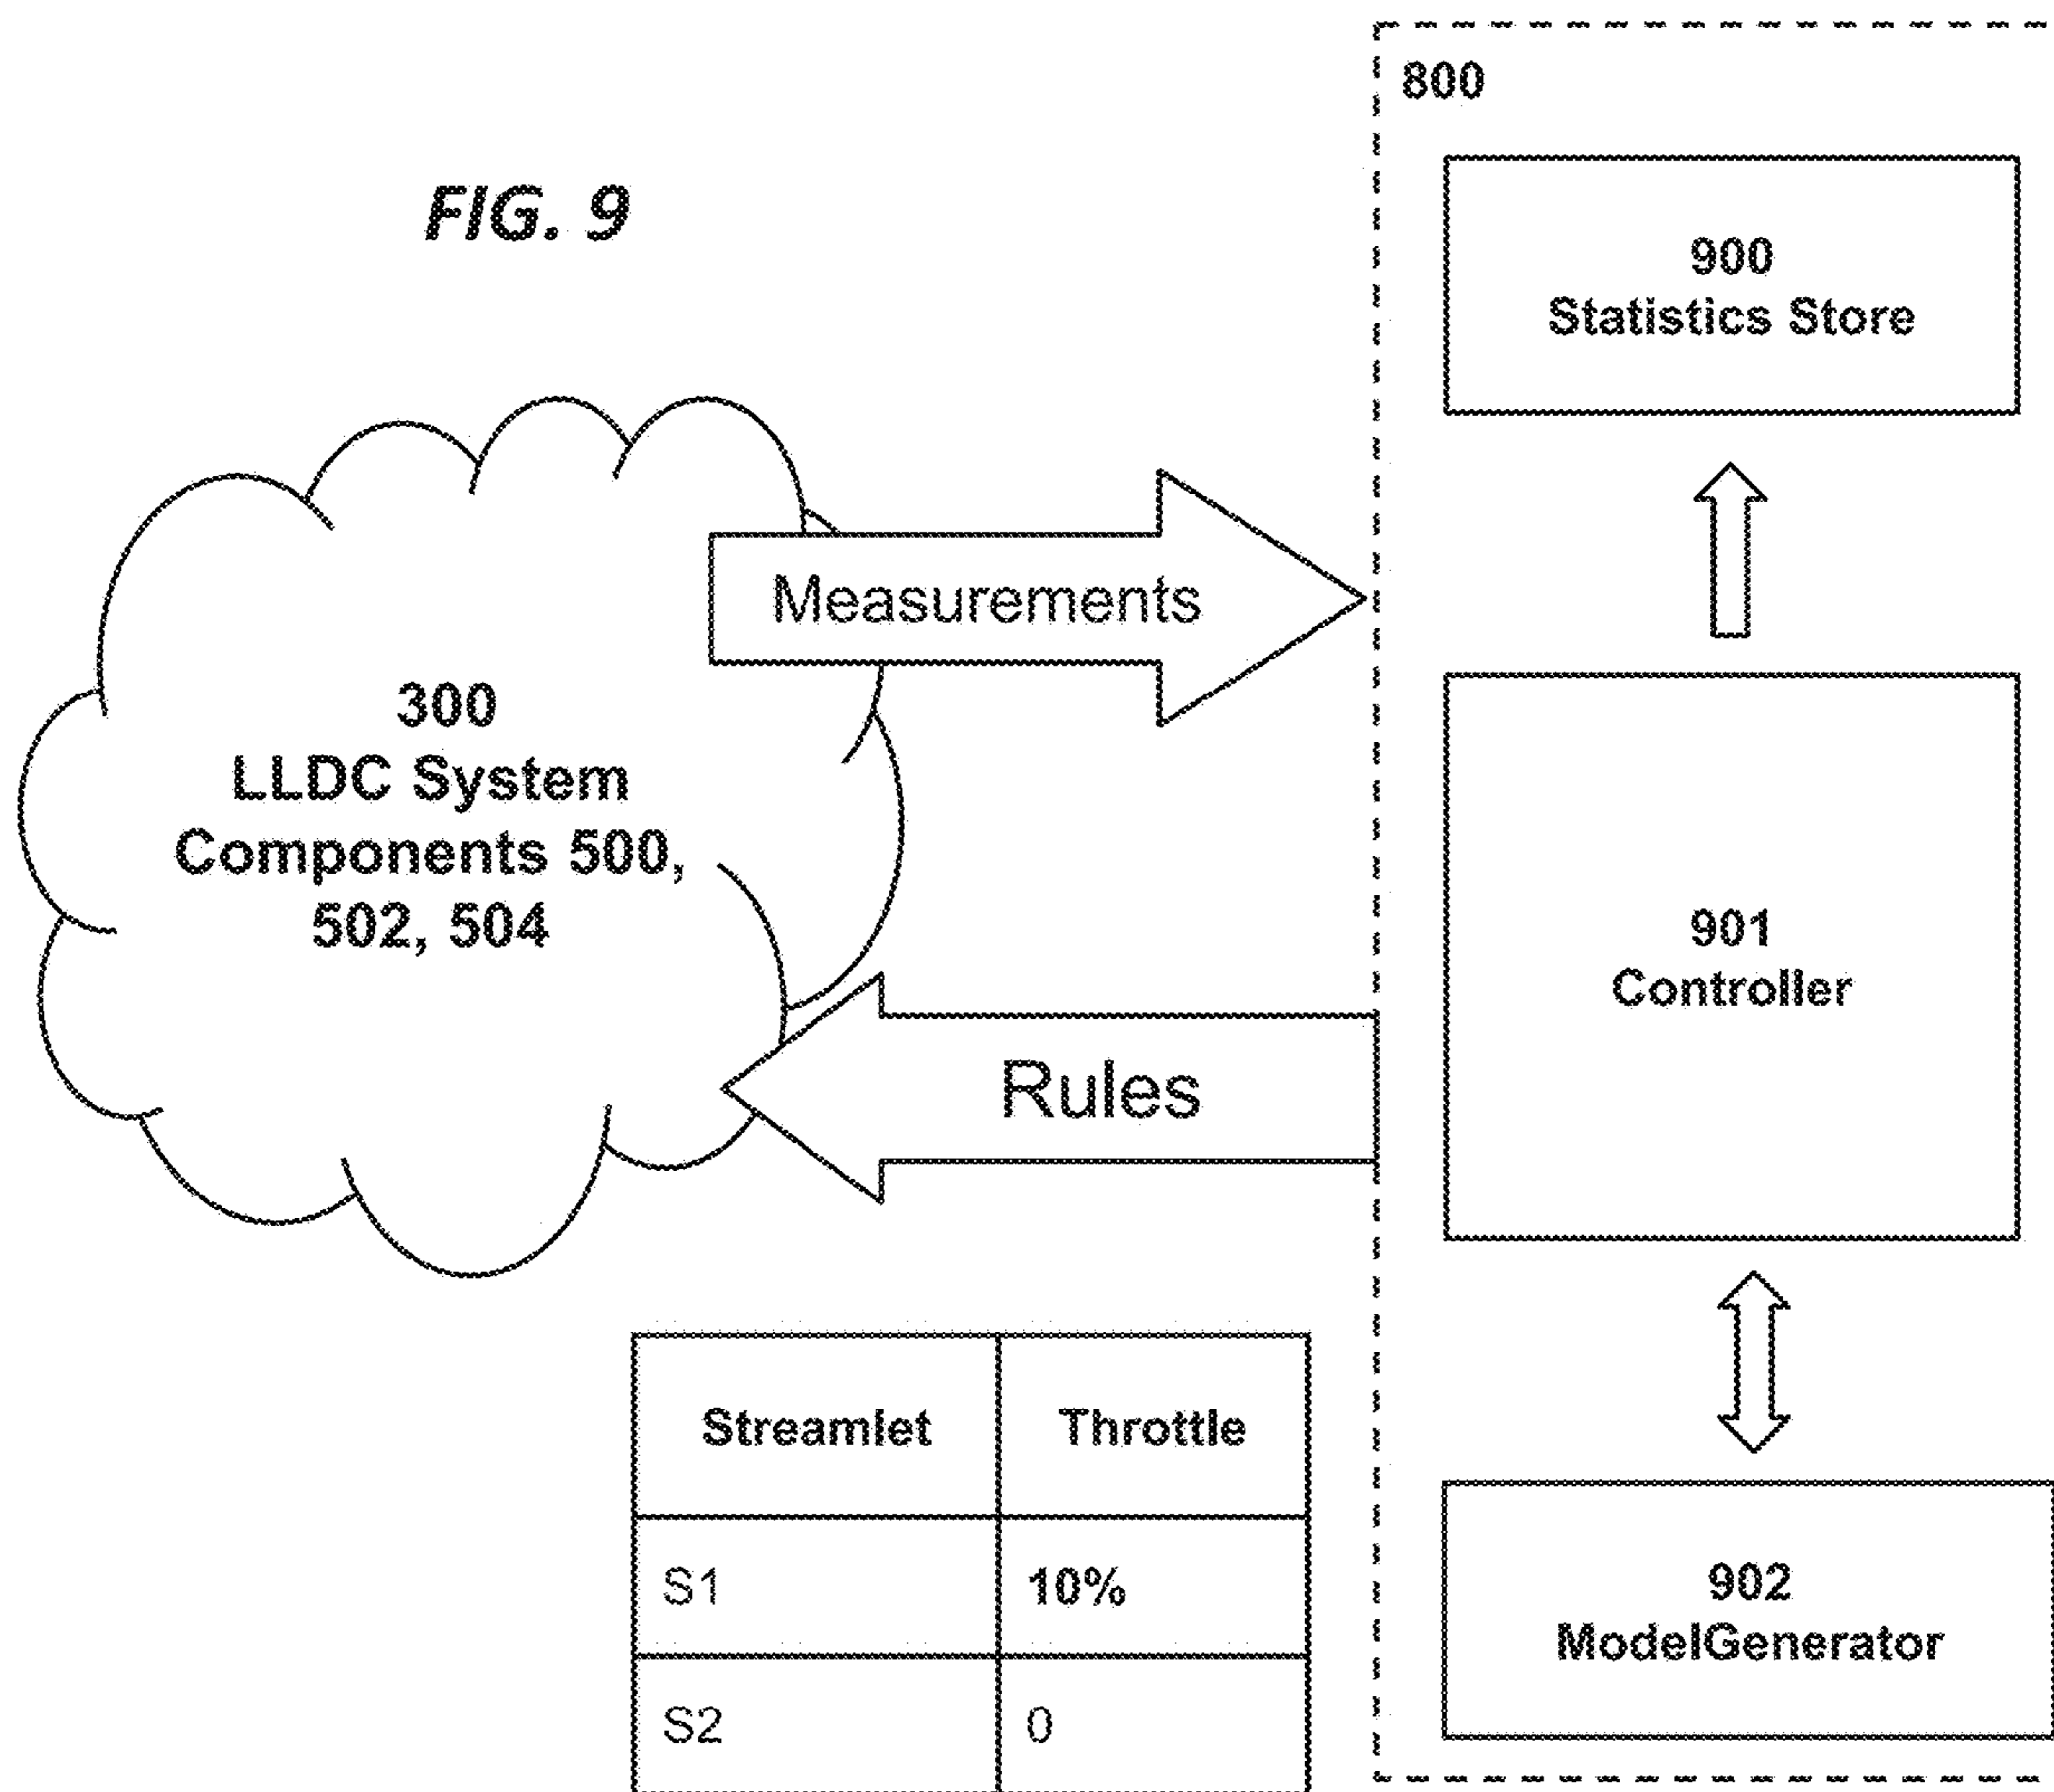 FIG. 9
800
900
Statistics Store
Measurements
300
LLDC System
Components 500,
502, 504
901
Controller
Rules
Streamlet Throttle
S1 10%
S2 0
902
ModelGenerator